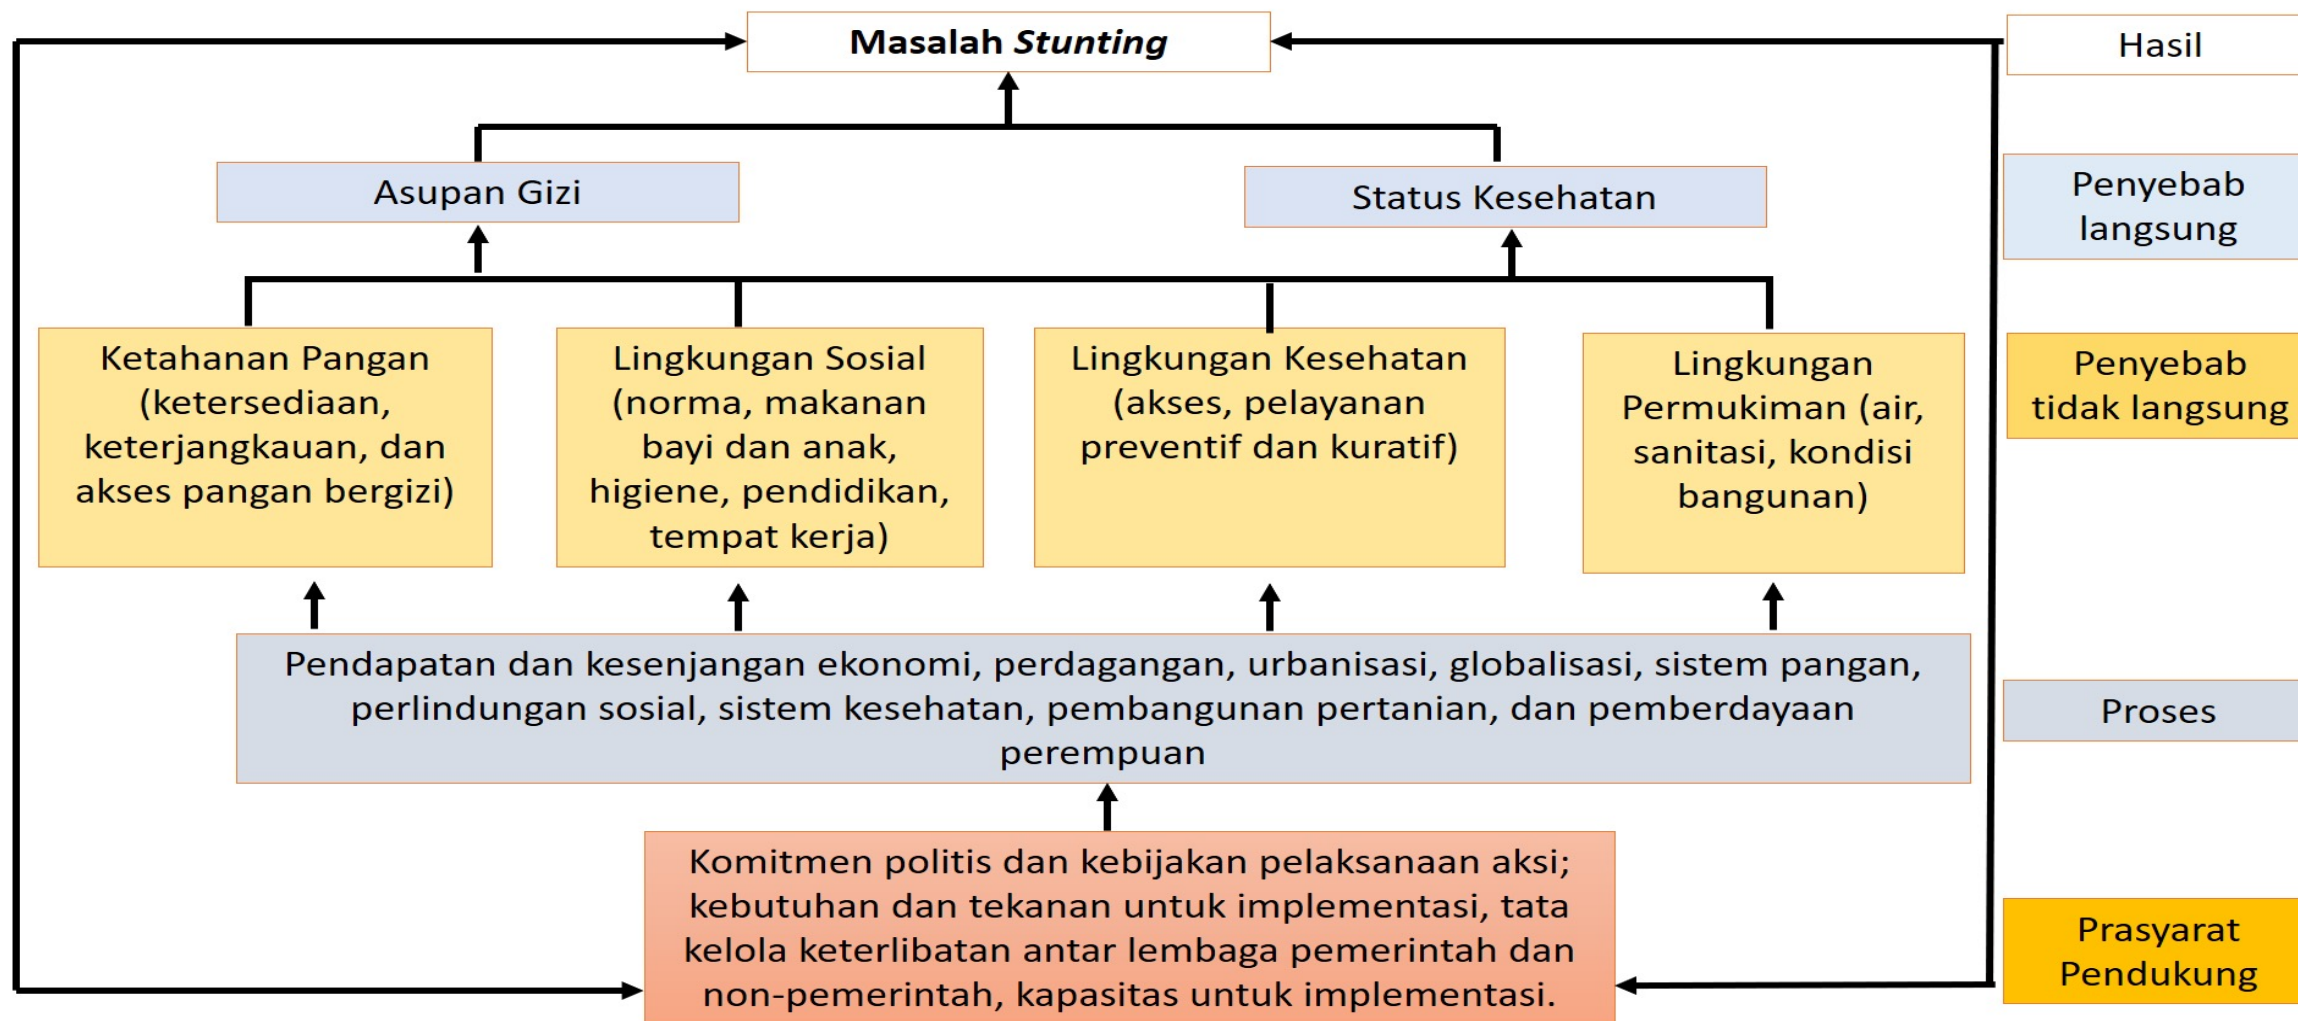 Masalah Stunting
Hasil
Asupan Gizi
Status Kesehatan
Penyebab
langsung
Ketahanan Pangan
(ketersediaan,
keterjangkauan, dan
akses pangan bergizi)
Lingkungan Sosial
(norma, makanan
bayi dan anak,
higiene, pendidikan,
tempat kerja)
Lingkungan Kesehatan
(akses, pelayanan
preventif dan kuratif)
Lingkungan
Permukiman (air,
sanitasi, kondisi
bangunan)
Penyebab
tidak langsung
Pendapatan dan kesenjangan ekonomi, perdagangan, urbanisasi, globalisasi, sistem pangan,
perlindungan sosial, sistem kesehatan, pembangunan pertanian, dan pemberdayaan
perempuan
Proses
Komitmen politis dan kebijakan pelaksanaan aksi;
kebutuhan dan tekanan untuk implementasi, tata
kelola keterlibatan antar lembaga pemerintah dan
non-pemerintah, kapasitas untuk implementasi.
Prasyarat
Pendukung